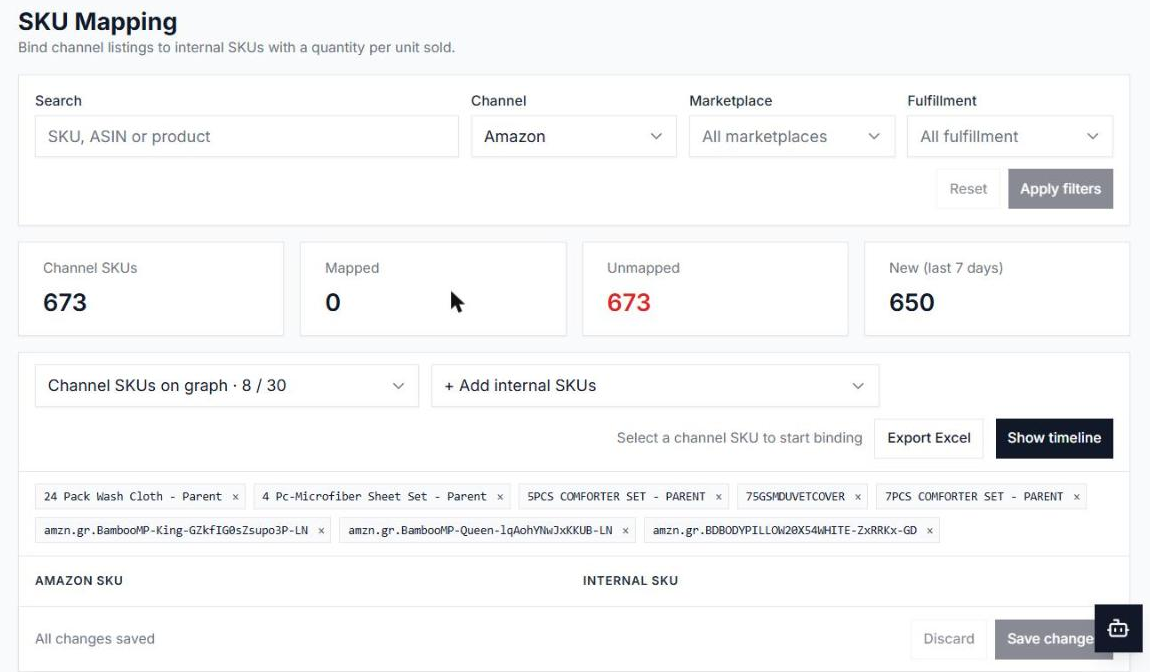 SKU Mapping
Bind channel listings to internal SKUs with a quantity per unit sold.
Search Channel Marketplace Fulfillment
SKU, ASIN or product Amazon All marketplaces All fulfillment
Reset Apply filters
Channel SKUs Mapped Unmapped New (last 7 days)
673 0 673 650
Channel SKUs on graph · 8 / 30 + Add internal SKUs
Select a channel SKU to start binding Export Excel Show timeline
24 Pack Wash Cloth - Parent × 4 Pc-Microfiber Sheet Set - Parent × 5PCS COMFORTER SET - PARENT × 75GSMDUVETCOVER × 7PCS COMFORTER SET - PARENT ×
amzn.gr.BambooMP-King-GZkfIG0sZsupo3P-LN × amzn.gr.BambooMP-Queen-lqAohYNwJxKKUB-LN × amzn.gr.BDBODYPILLOW20X54WHITE-ZxRRKx-GD ×
AMAZON SKU INTERNAL SKU
All changes saved Discard Save change